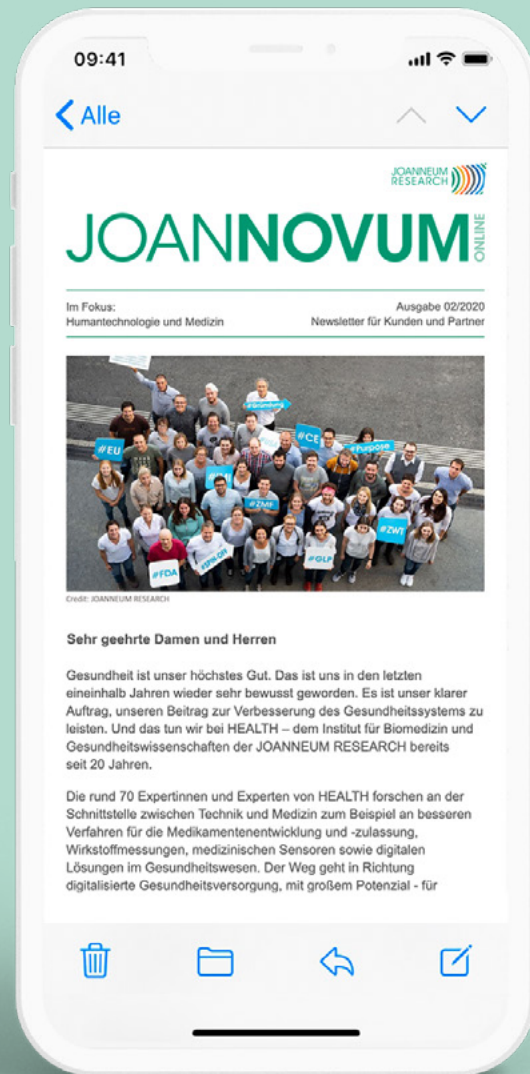 09:41
Alle
JOANNEUM
RESEARCH
JOANNOVUM
ONLINE
Im Fokus:
Humantechnologie und Medizin
Ausgabe 02/2020
Newsletter für Kunden und Partner
#Gründung
#EU
#CE
#Purpose
#ZMF
#ZWT
#FDA
#SPIN-OFF
#GLP
Credit: JOANNEUM RESEARCH
Sehr geehrte Damen und Herren
Gesundheit ist unser höchstes Gut. Das ist uns in den letzten
eineinhalb Jahren wieder sehr bewusst geworden. Es ist unser klarer
Auftrag, unseren Beitrag zur Verbesserung des Gesundheitssystems zu
leisten. Und das tun wir bei HEALTH – dem Institut für Biomedizin und
Gesundheitswissenschaften der JOANNEUM RESEARCH bereits
seit 20 Jahren.
Die rund 70 Expertinnen und Experten von HEALTH forschen an der
Schnittstelle zwischen Technik und Medizin zum Beispiel an besseren
Verfahren für die Medikamentenentwicklung und -zulassung,
Wirkstoffmessungen, medizinischen Sensoren sowie digitalen
Lösungen im Gesundheitswesen. Der Weg geht in Richtung
digitalisierte Gesundheitsversorgung, mit großem Potenzial - für